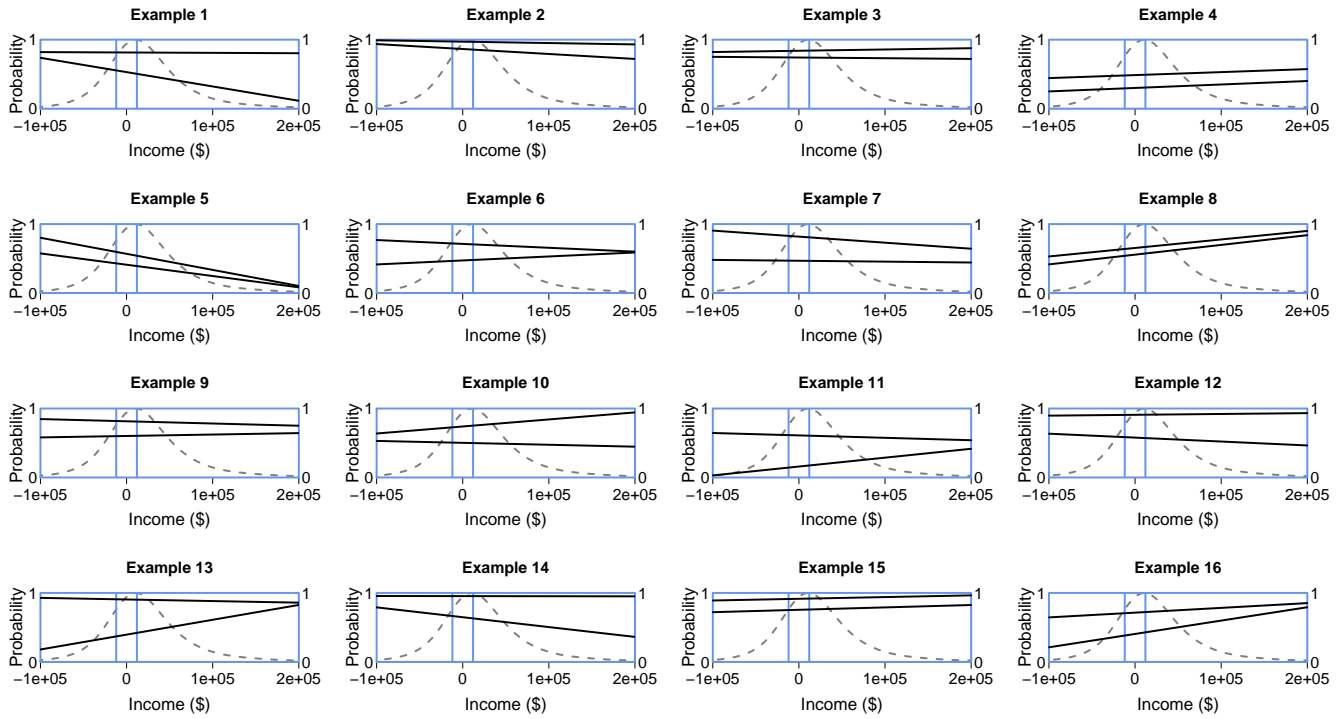 Example 1 Example 2 Example 3 Example 4
Probability 1 0 1 0 Probability 1 0 1 0 Probability 1 0 1 0 Probability 1 0 1 0
−1e+05 0 1e+05 2e+05 −1e+05 0 1e+05 2e+05 −1e+05 0 1e+05 2e+05 −1e+05 0 1e+05 2e+05
Income ($) Income ($) Income ($) Income ($)
Example 5 Example 6 Example 7 Example 8
Probability 1 0 1 0 Probability 1 0 1 0 Probability 1 0 1 0 Probability 1 0 1 0
−1e+05 0 1e+05 2e+05 −1e+05 0 1e+05 2e+05 −1e+05 0 1e+05 2e+05 −1e+05 0 1e+05 2e+05
Income ($) Income ($) Income ($) Income ($)
Example 9 Example 10 Example 11 Example 12
Probability 1 0 1 0 Probability 1 0 1 0 Probability 1 0 1 0 Probability 1 0 1 0
−1e+05 0 1e+05 2e+05 −1e+05 0 1e+05 2e+05 −1e+05 0 1e+05 2e+05 −1e+05 0 1e+05 2e+05
Income ($) Income ($) Income ($) Income ($)
Example 13 Example 14 Example 15 Example 16
Probability 1 0 1 0 Probability 1 0 1 0 Probability 1 0 1 0 Probability 1 0 1 0
−1e+05 0 1e+05 2e+05 −1e+05 0 1e+05 2e+05 −1e+05 0 1e+05 2e+05 −1e+05 0 1e+05 2e+05
Income ($) Income ($) Income ($) Income ($)